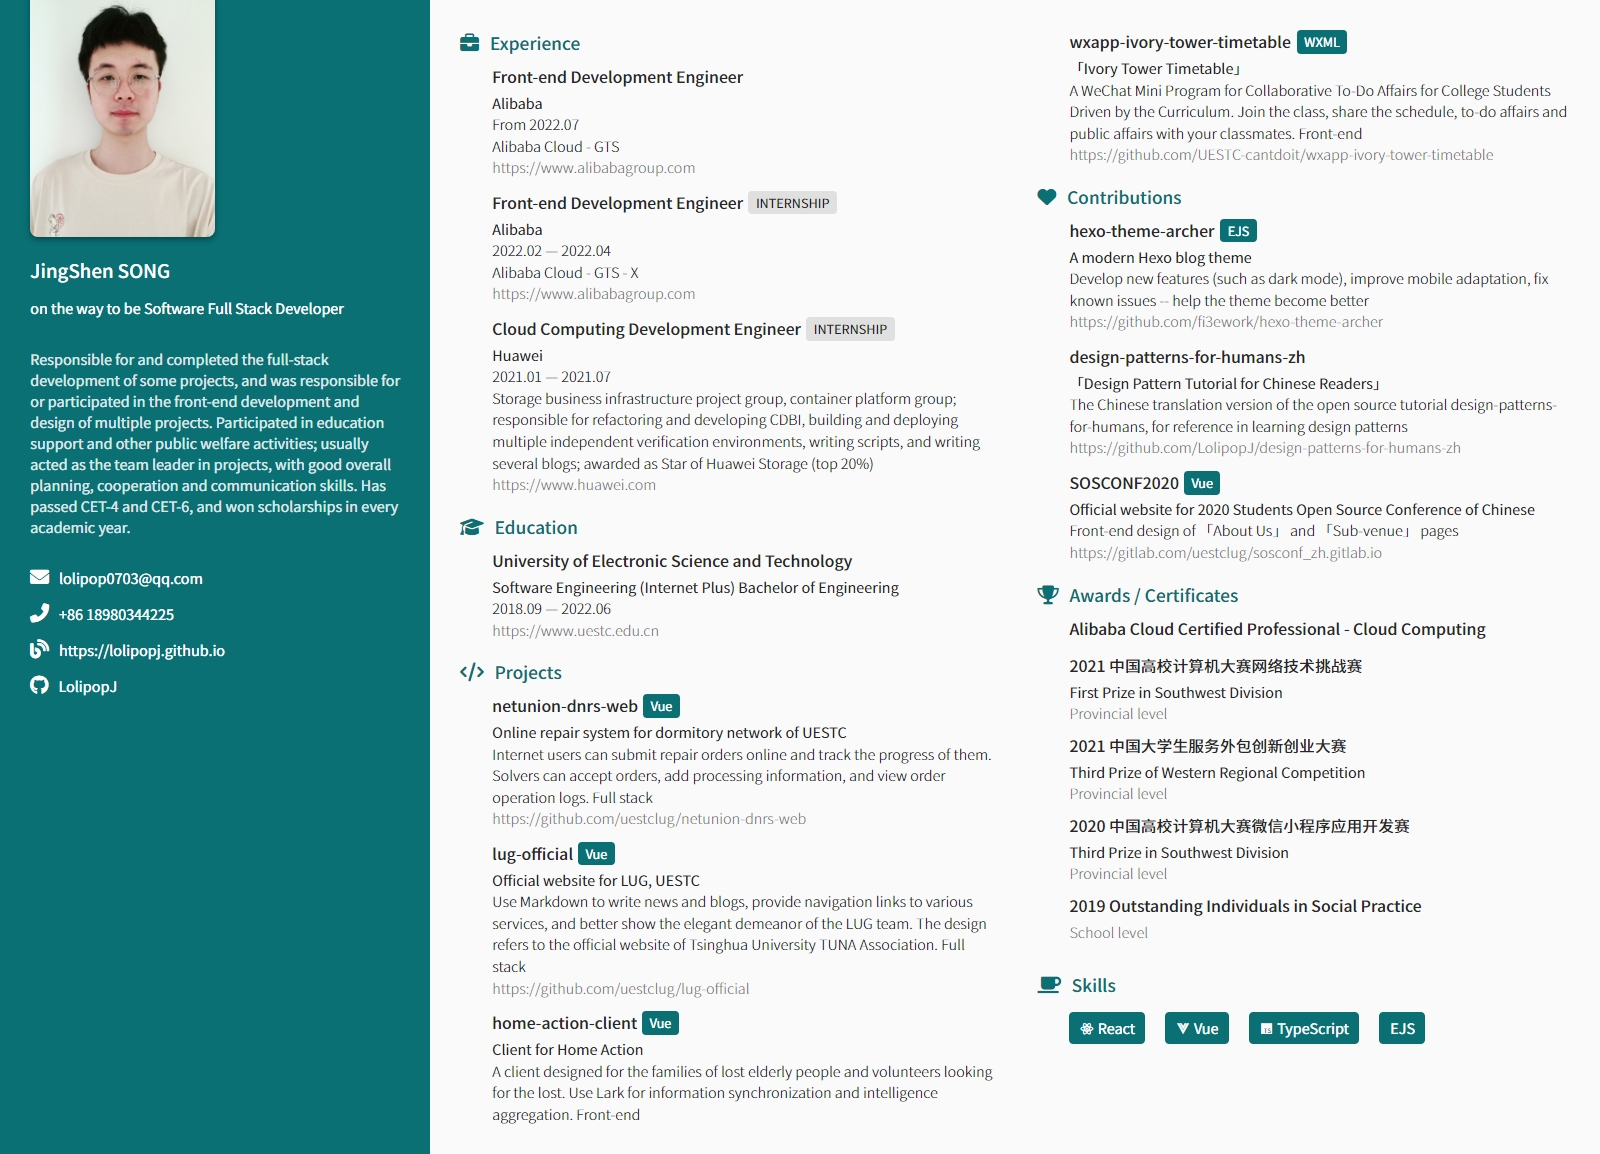 JingShen SONG
on the way to be Software Full Stack Developer
Responsible for and completed the full-stack
development of some projects, and was responsible for
or participated in the front-end development and
design of multiple projects. Participated in education
support and other public welfare activities; usually
acted as the team leader in projects, with good overall
planning, cooperation and communication skills. Has
passed CET-4 and CET-6, and won scholarships in every
academic year.
lolipop0703@qq.com
+86 18980344225
https://lolipopj.github.io
LolipopJ
Experience
Front-end Development Engineer
Alibaba
From 2022.07
Alibaba Cloud - GTS
https://www.alibabagroup.com
Front-end Development Engineer INTERNSHIP
Alibaba
2022.02 — 2022.04
Alibaba Cloud - GTS - X
https://www.alibabagroup.com
Cloud Computing Development Engineer INTERNSHIP
Huawei
2021.01 — 2021.07
Storage business infrastructure project group, container platform group;
responsible for refactoring and developing CDBI, building and deploying
multiple independent verification environments, writing scripts, and writing
several blogs; awarded as Star of Huawei Storage (top 20%)
https://www.huawei.com
Education
University of Electronic Science and Technology
Software Engineering (Internet Plus) Bachelor of Engineering
2018.09 — 2022.06
https://www.uestc.edu.cn
Projects
netunion-dnrs-web Vue
Online repair system for dormitory network of UESTC
Internet users can submit repair orders online and track the progress of them.
Solvers can accept orders, add processing information, and view order
operation logs. Full stack
https://github.com/uestclug/netunion-dnrs-web
lug-official Vue
Official website for LUG, UESTC
Use Markdown to write news and blogs, provide navigation links to various
services, and better show the elegant demeanor of the LUG team. The design
refers to the official website of Tsinghua University TUNA Association. Full
stack
https://github.com/uestclug/lug-official
home-action-client Vue
Client for Home Action
A client designed for the families of lost elderly people and volunteers looking
for the lost. Use Lark for information synchronization and intelligence
aggregation. Front-end
wxapp-ivory-tower-timetable WXML
「Ivory Tower Timetable」
A WeChat Mini Program for Collaborative To-Do Affairs for College Students
Driven by the Curriculum. Join the class, share the schedule, to-do affairs and
public affairs with your classmates. Front-end
https://github.com/UESTC-cantdoit/wxapp-ivory-tower-timetable
Contributions
hexo-theme-archer EJS
A modern Hexo blog theme
Develop new features (such as dark mode), improve mobile adaptation, fix
known issues -- help the theme become better
https://github.com/fi3ework/hexo-theme-archer
design-patterns-for-humans-zh
「Design Pattern Tutorial for Chinese Readers」
The Chinese translation version of the open source tutorial design-patterns-
for-humans, for reference in learning design patterns
https://github.com/LolipopJ/design-patterns-for-humans-zh
SOSCONF2020 Vue
Official website for 2020 Students Open Source Conference of Chinese
Front-end design of 「About Us」 and 「Sub-venue」 pages
https://gitlab.com/uestclug/sosconf_zh.gitlab.io
Awards / Certificates
Alibaba Cloud Certified Professional - Cloud Computing
2021 中国高校计算机大赛网络技术挑战赛
First Prize in Southwest Division
Provincial level
2021 中国大学生服务外包创新创业大赛
Third Prize of Western Regional Competition
Provincial level
2020 中国高校计算机大赛微信小程序应用开发赛
Third Prize in Southwest Division
Provincial level
2019 Outstanding Individuals in Social Practice
School level
Skills
React Vue TypeScript EJS